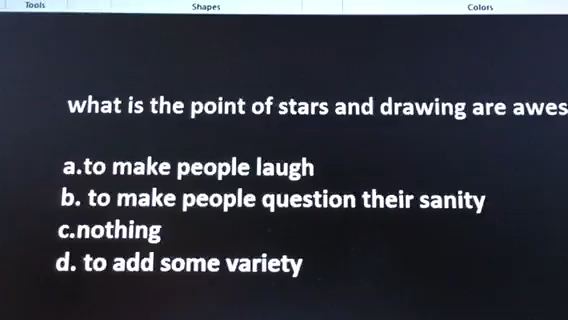 Tools Shapes Colors
what is the point of stars and drawing are awes
a.to make people laugh
b. to make people question their sanity
c.nothing
d. to add some variety